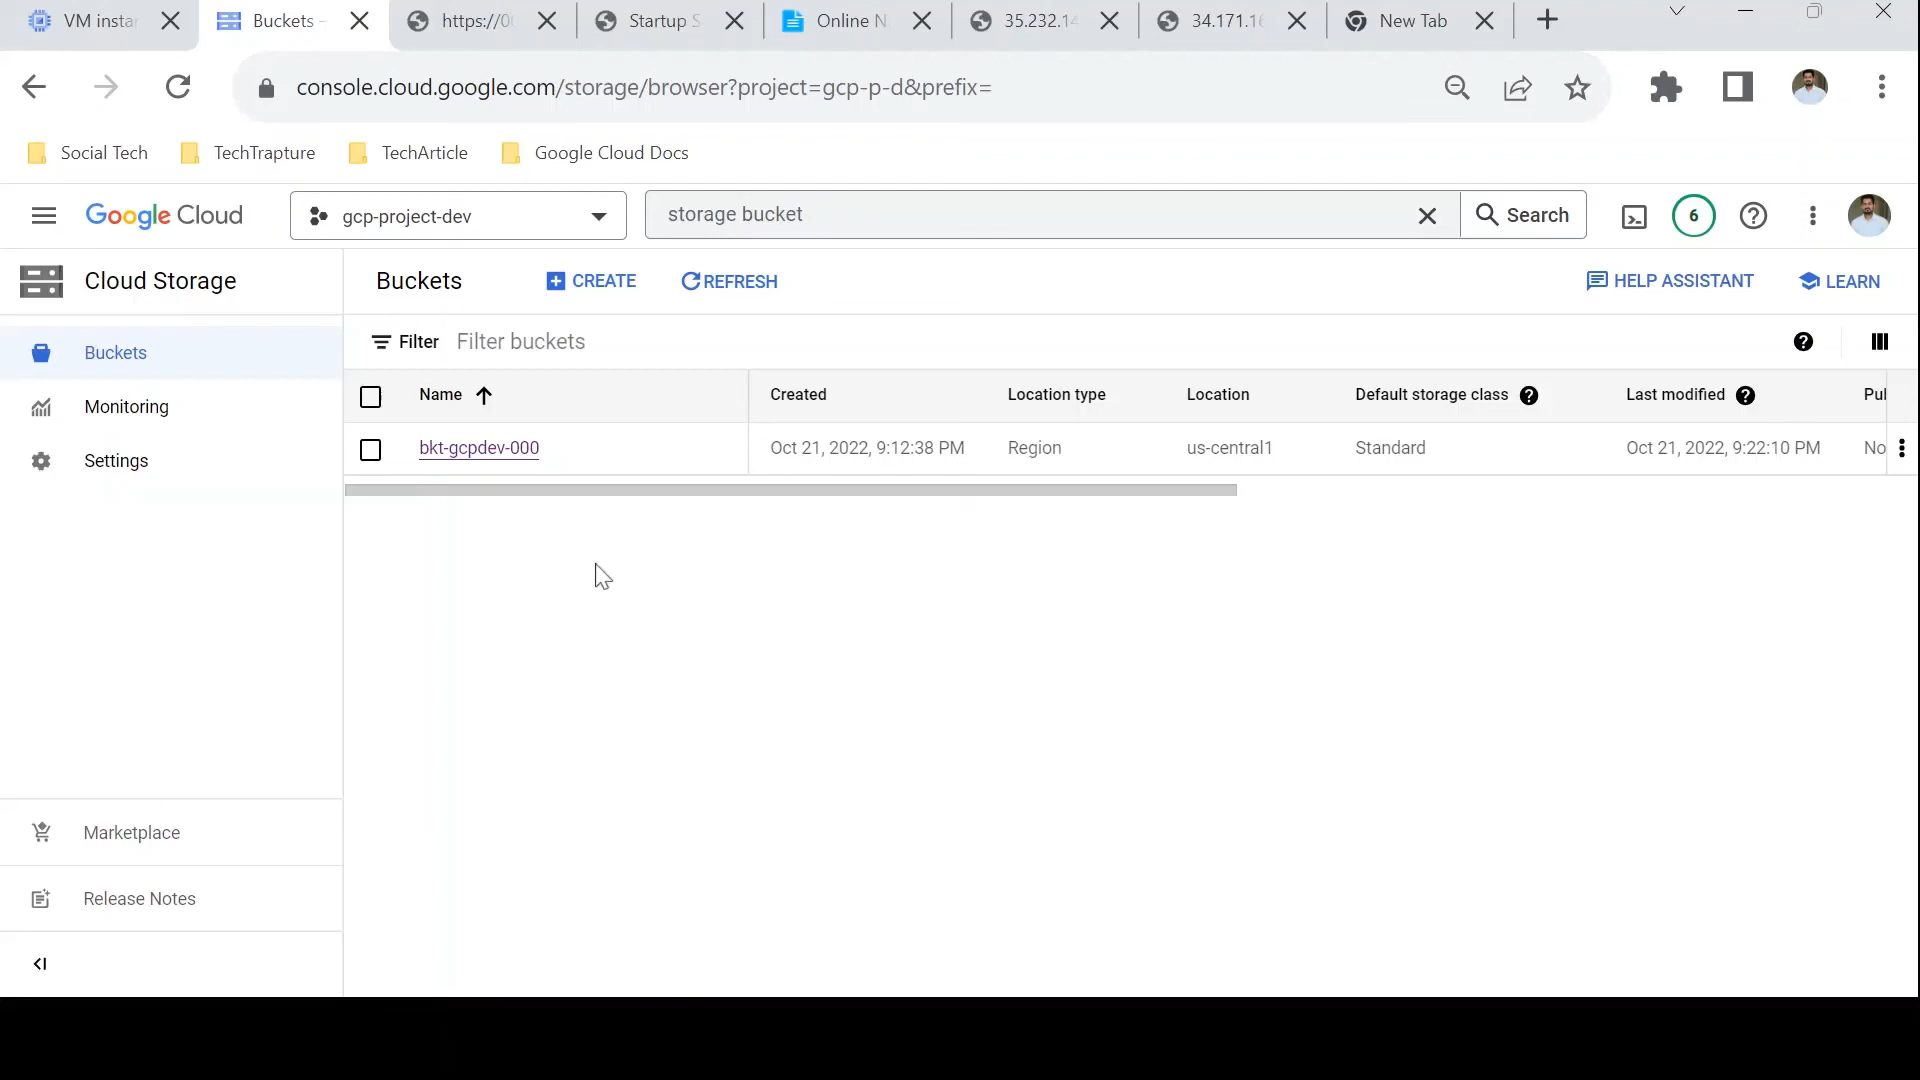 VM instan
Buckets -
https://0
Startup S
Online N
35.232.14
34.171.16
New Tab
console.cloud.google.com/storage/browser?project=gcp-p-d&prefix=
Social Tech
TechTrapture
TechArticle
Google Cloud Docs
Google Cloud
gcp-project-dev
storage bucket
Search
6
Cloud Storage
Buckets
CREATE
REFRESH
HELP ASSISTANT
LEARN
Buckets
Monitoring
Settings
Filter Filter buckets
Name Created Location type Location Default storage class Last modified Pul
bkt-gcpdev-000 Oct 21, 2022, 9:12:38 PM Region us-central1 Standard Oct 21, 2022, 9:22:10 PM No
Marketplace
Release Notes